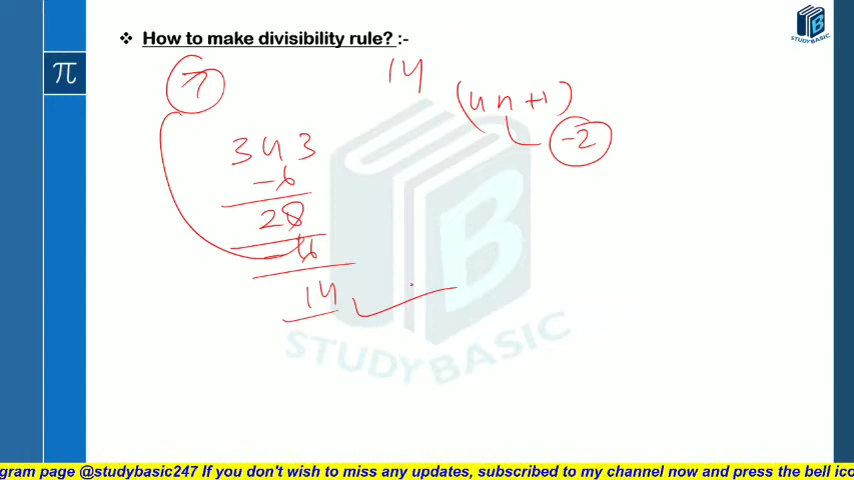 ❖ How to make divisibility rule? :-
STUDYBASIC
π
7
14
(4n+1)
-2
343
-6
28
16
14
STUDY BASIC
gram page @studybasic247 If you don't wish to miss any updates, subscribed to my channel now and press the bell ico